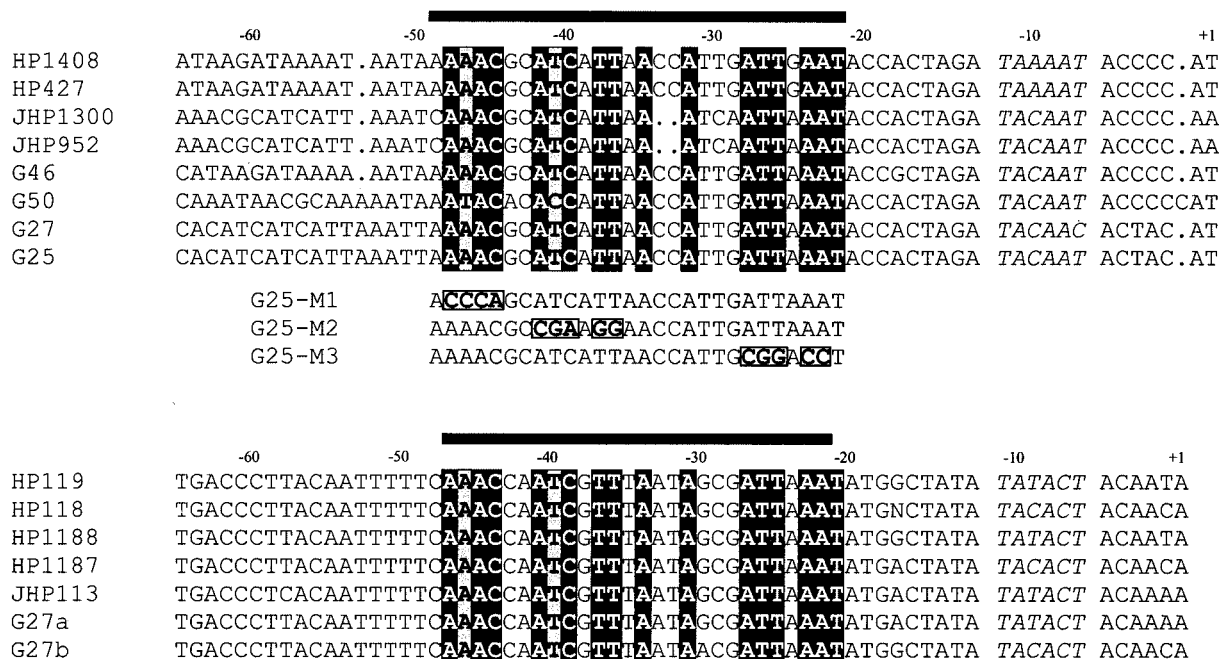 -60 -50 -40 -30 -20 -10 +1
HP1408 ATAAGATAAAAT.AATAAAAACGCATCATTAACCATTGATTGAATACCACTAGA TAAAAT ACCCC.AT
HP427 ATAAGATAAAAT.AATAAAAACGCATCATTAACCATTGATTGAATACCACTAGA TAAAAT ACCCC.AT
JHP1300 AAACGCATCATT.AAATCAAACGCATCATTAA..ATCAATTAAATACCACTAGA TACAAT ACCCC.AA
JHP952 AAACGCATCATT.AAATCAAACGCATCATTAA..ATCAATTAAATACCACTAGA TACAAT ACCCC.AA
G46 CATAAGATAAAA.AATAAAAACGCATCATTAACCATTGATTAAATACCGCTAGA TACAAT ACCCC.AT
G50 CAAATAACGCAAAAATAAATACACACCATTAACCATTGATTAAATACCACTAGA TACAAT ACCCCCAT
G27 CACATCATCATTAAATTAAAACGCATCATTAACCATTGATTAAATACCACTAGA TACAAC ACTAC.AT
G25 CACATCATCATTAAATTAAAACGCATCATTAACCATTGATTAAATACCACTAGA TACAAT ACTAC.AT
G25-M1 ACCCAGCATCATTAACCATTGATTAAAT
G25-M2 AAAACGCCGAAGGAACCATTGATTAAAT
G25-M3 AAAACGCATCATTAACCATTGCGGACCT
-60 -50 -40 -30 -20 -10 +1
HP119 TGACCCTTACAATTTTTCAAACCAATCGTTTAATAGCGATTAAATATGGCTATA TATACT ACAATA
HP118 TGACCCTTACAATTTTTCAAACCAATCGTTTAATAGCGATTAAATATGNCTATA TACACT ACAACA
HP1188 TGACCCTTACAATTTTTCAAACCAATCGTTTAATAGCGATTAAATATGGCTATA TACACT ACAATA
HP1187 TGACCCTTACAATTTTTCAAACCAATCGTTTAATAGCGATTAAATATGACTATA TACACT ACAACA
JHP113 TGACCCTCACAATTTTTCAAACCAATCGTTTAATAGCGATTAAATATGACTATA TATACT ACAAAA
G27a TGACCCTTACAATTTTTCAAACCAATCGTTTAATAGCGATTAAATATGACTATA TATACT ACAAAA
G27b TGACCCTTACAATTTTTCAAACCAATCGTTTAATAACGATTAAATATGACTATA TACACT ACAACA